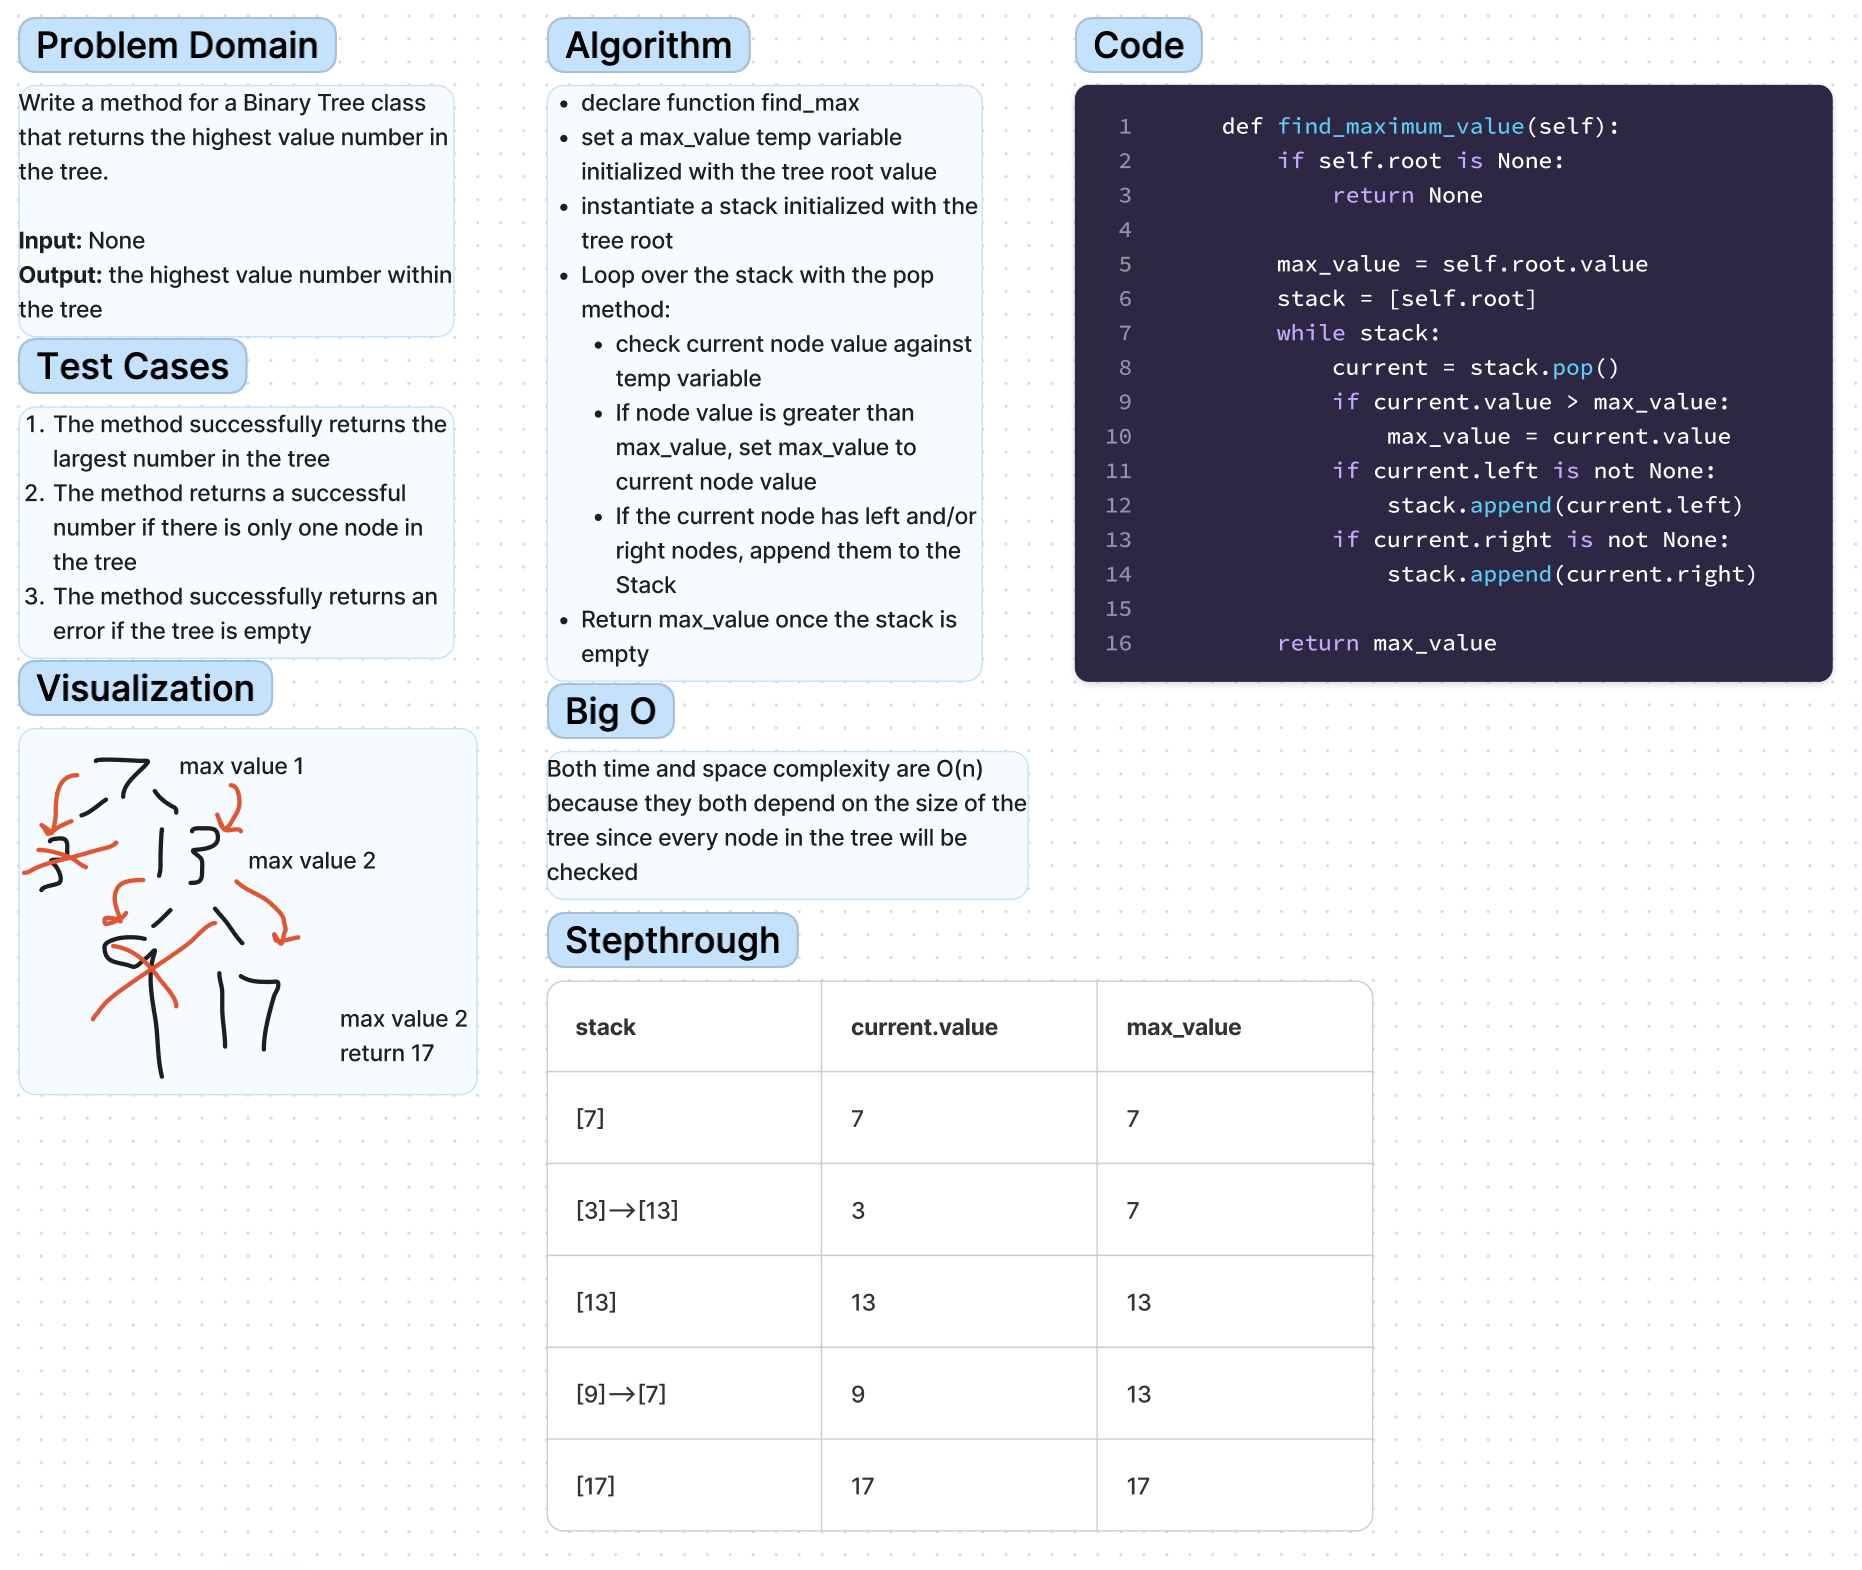 Problem Domain
Write a method for a Binary Tree class
that returns the highest value number in
the tree.
Input: None
Output: the highest value number within
the tree
Test Cases
1. The method successfully returns the
largest number in the tree
2. The method returns a successful
number if there is only one node in
the tree
3. The method successfully returns an
error if the tree is empty
Visualization
7
max value 1
3
13
max value 2
9
17
max value 2
return 17
Algorithm
• declare function find_max
• set a max_value temp variable
initialized with the tree root value
• instantiate a stack initialized with the
tree root
• Loop over the stack with the pop
method:
• check current node value against
temp variable
• If node value is greater than
max_value, set max_value to
current node value
• If the current node has left and/or
right nodes, append them to the
Stack
• Return max_value once the stack is
empty
Big O
Both time and space complexity are O(n)
because they both depend on the size of the
tree since every node in the tree will be
checked
Stepthrough
stack current.value max_value
[7] 7 7
[3]→[13] 3 7
[13] 13 13
[9]→[7] 9 13
[17] 17 17
Code
1 def find_maximum_value(self):
2 if self.root is None:
3 return None
4
5 max_value = self.root.value
6 stack = [self.root]
7 while stack:
8 current = stack.pop()
9 if current.value > max_value:
10 max_value = current.value
11 if current.left is not None:
12 stack.append(current.left)
13 if current.right is not None:
14 stack.append(current.right)
15
16 return max_value